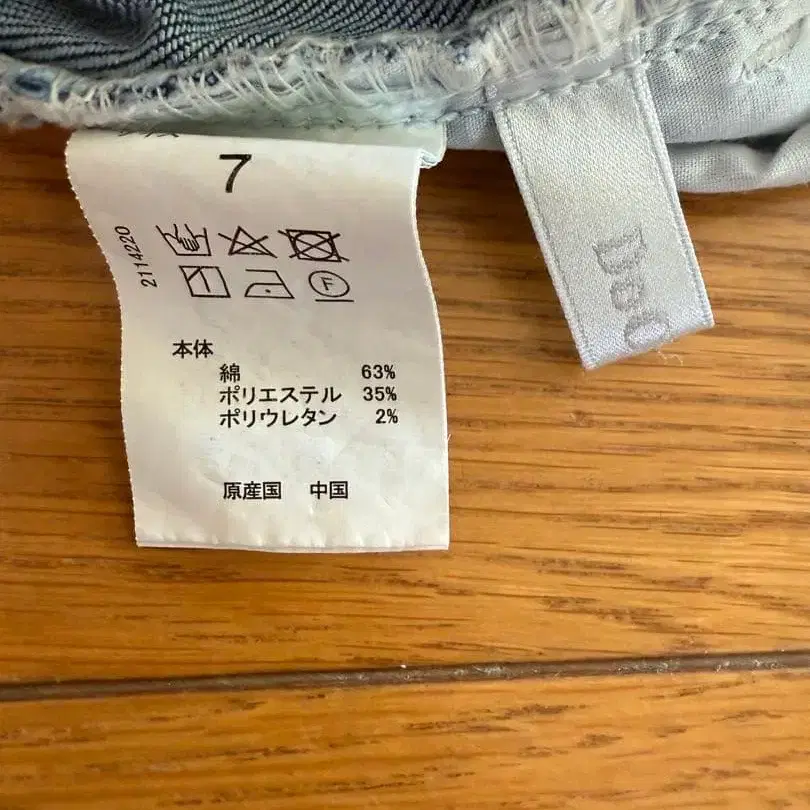 7
2114220
F
本体
綿 63%
ポリエステル 35%
ポリウレタン 2%
原産国 中国